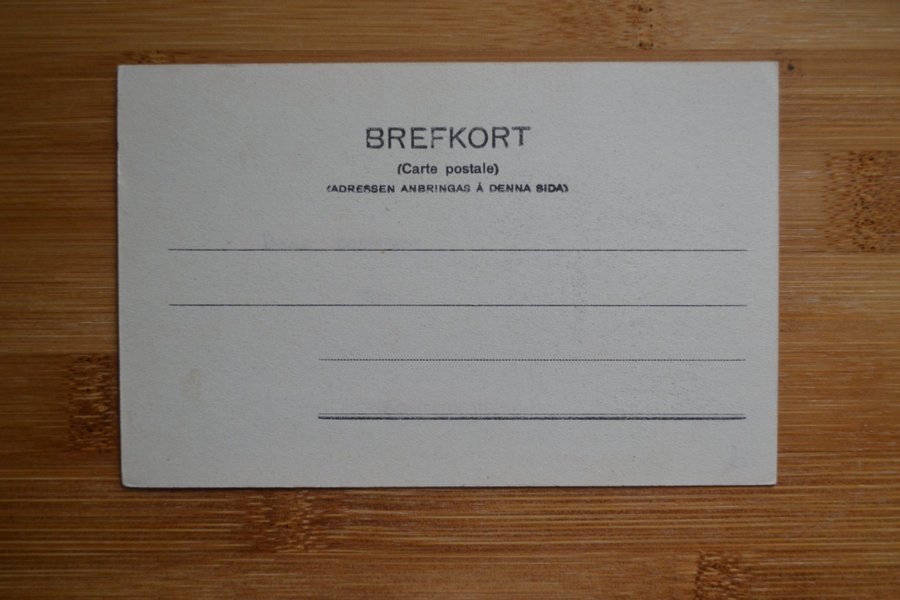 BREFKORT
(Carte postale)
(ADRESSEN ANBRINGAS Å DENNA SIDA)